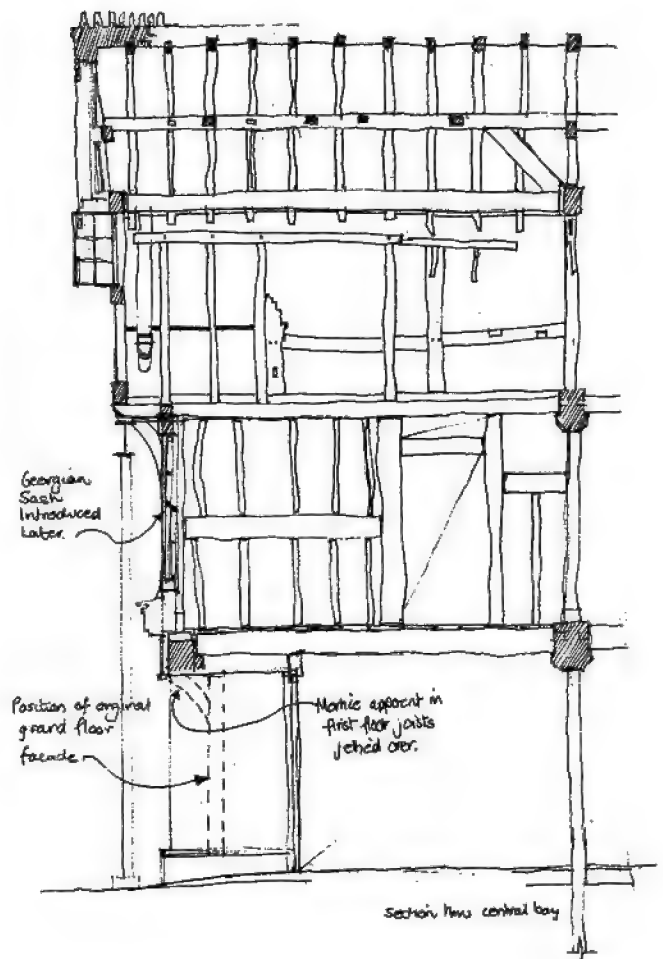 Georgian
Sash
Introduced
Later.
Position of original
ground floor
facade
Mortice apparent in
first floor joists
jettied over.
Section thru central bay